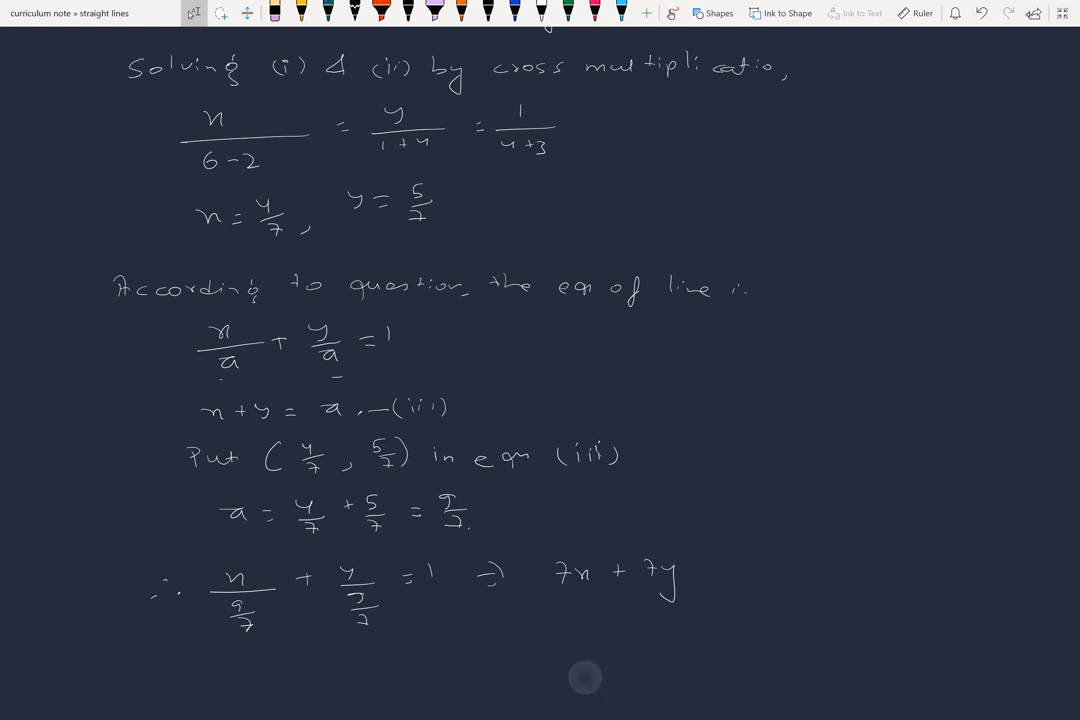 curriculum note » straight lines Shapes Ink to Shape Ink to Text Ruler
Solving (i) & (ii) by cross multiplicatio,
x/(6-2) = y/(1+4) = 1/(4+3)
x = 4/7, y = 5/7
According to question, the eqn of line is
x/a + y/a = 1
x + y = a. —(iii)
Put (4/7, 5/7) in eqn (iii)
a = 4/7 + 5/7 = 9/7.
∴ x/(9/7) + y/(9/7) = 1 ⇒ 7x + 7y